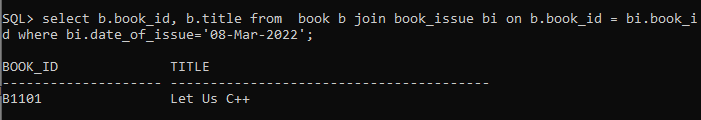 SQL> select b.book_id, b.title from  book b join book_issue bi on b.book_id = bi.book_i
d where bi.date_of_issue='08-Mar-2022';
BOOK_ID              TITLE
-------------------- ----------------------------------------
B1101                Let Us C++